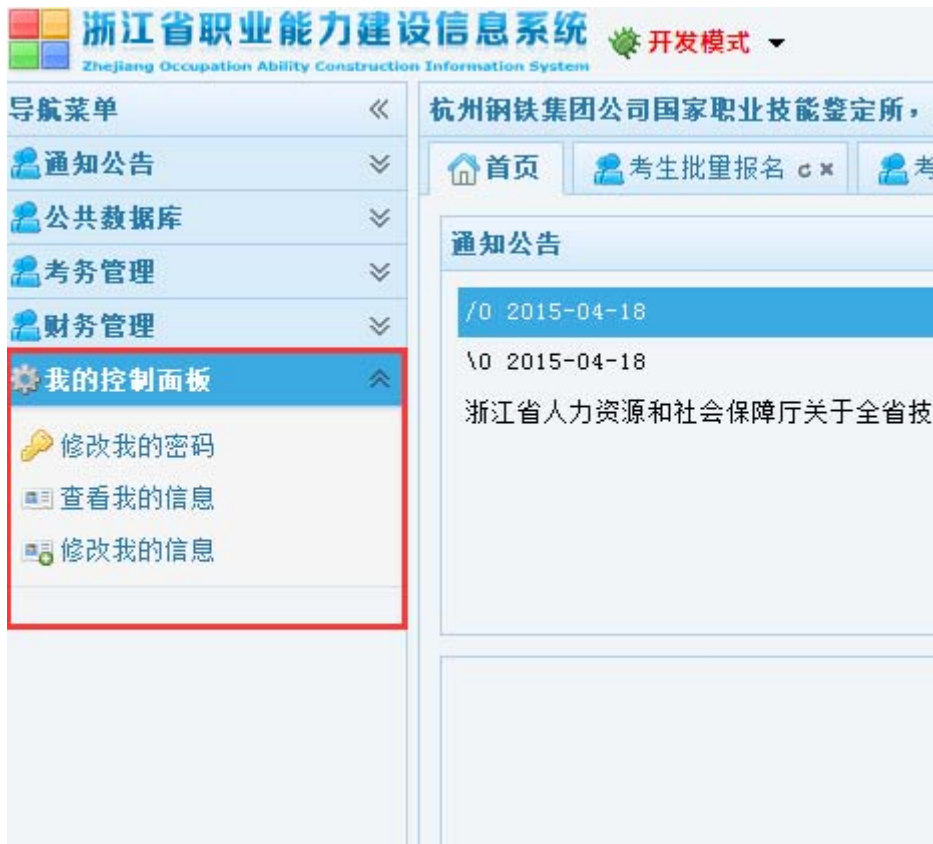 浙江省职业能力建设信息系统
Zhejiang Occupation Ability Construction Information System
开发模式
导航菜单
通知公告
公共数据库
考务管理
财务管理
我的控制面板
修改我的密码
查看我的信息
修改我的信息
杭州钢铁集团公司国家职业技能鉴定所，
首页
考生批量报名
考
通知公告
/0 2015-04-18
\0 2015-04-18
浙江省人力资源和社会保障厅关于全省技